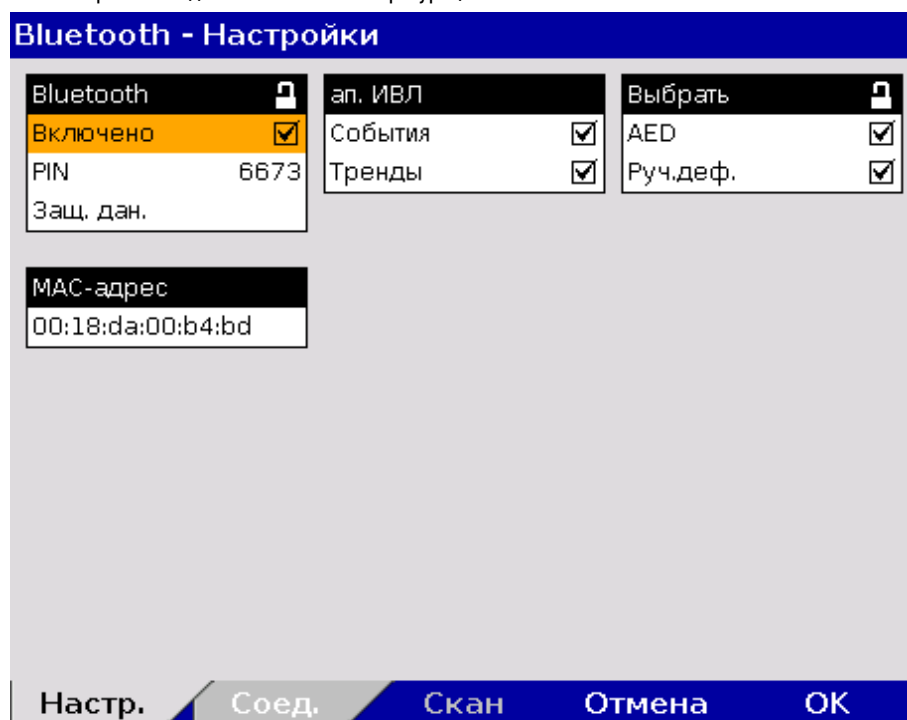 Bluetooth - Настройки
Bluetooth
Включено
PIN 6673
Защ. дан.
ап. ИВЛ
События
Тренды
Выбрать
AED
Руч.деф.
MAC-адрес
00:18:da:00:b4:bd
Настр. Соед. Скан Отмена OK